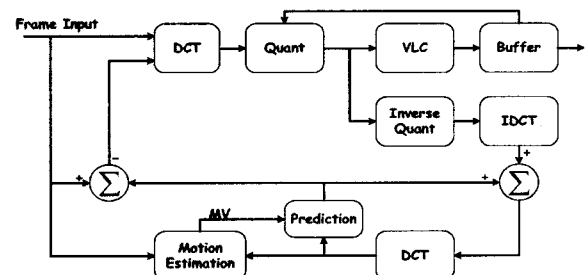 Frame Input
DCT
Quant
VLC
Buffer
Inverse
Quant
IDCT
+
-
+
Σ
+
Σ
MV
Prediction
Motion
Estimation
DCT